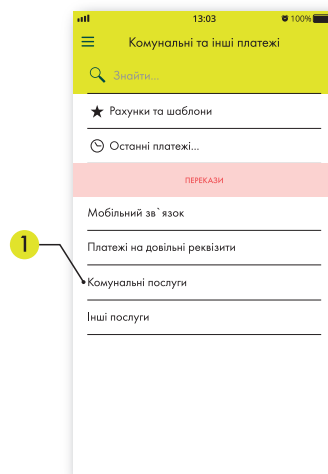 13:03
100%
Комунальні та інші платежі
Знайти...
Рахунки та шаблони
Останні платежі...
ПЕРЕКАЗИ
Мобільний зв`язок
Платежі на довільні реквізити
1
Комунальні послуги
Інші послуги